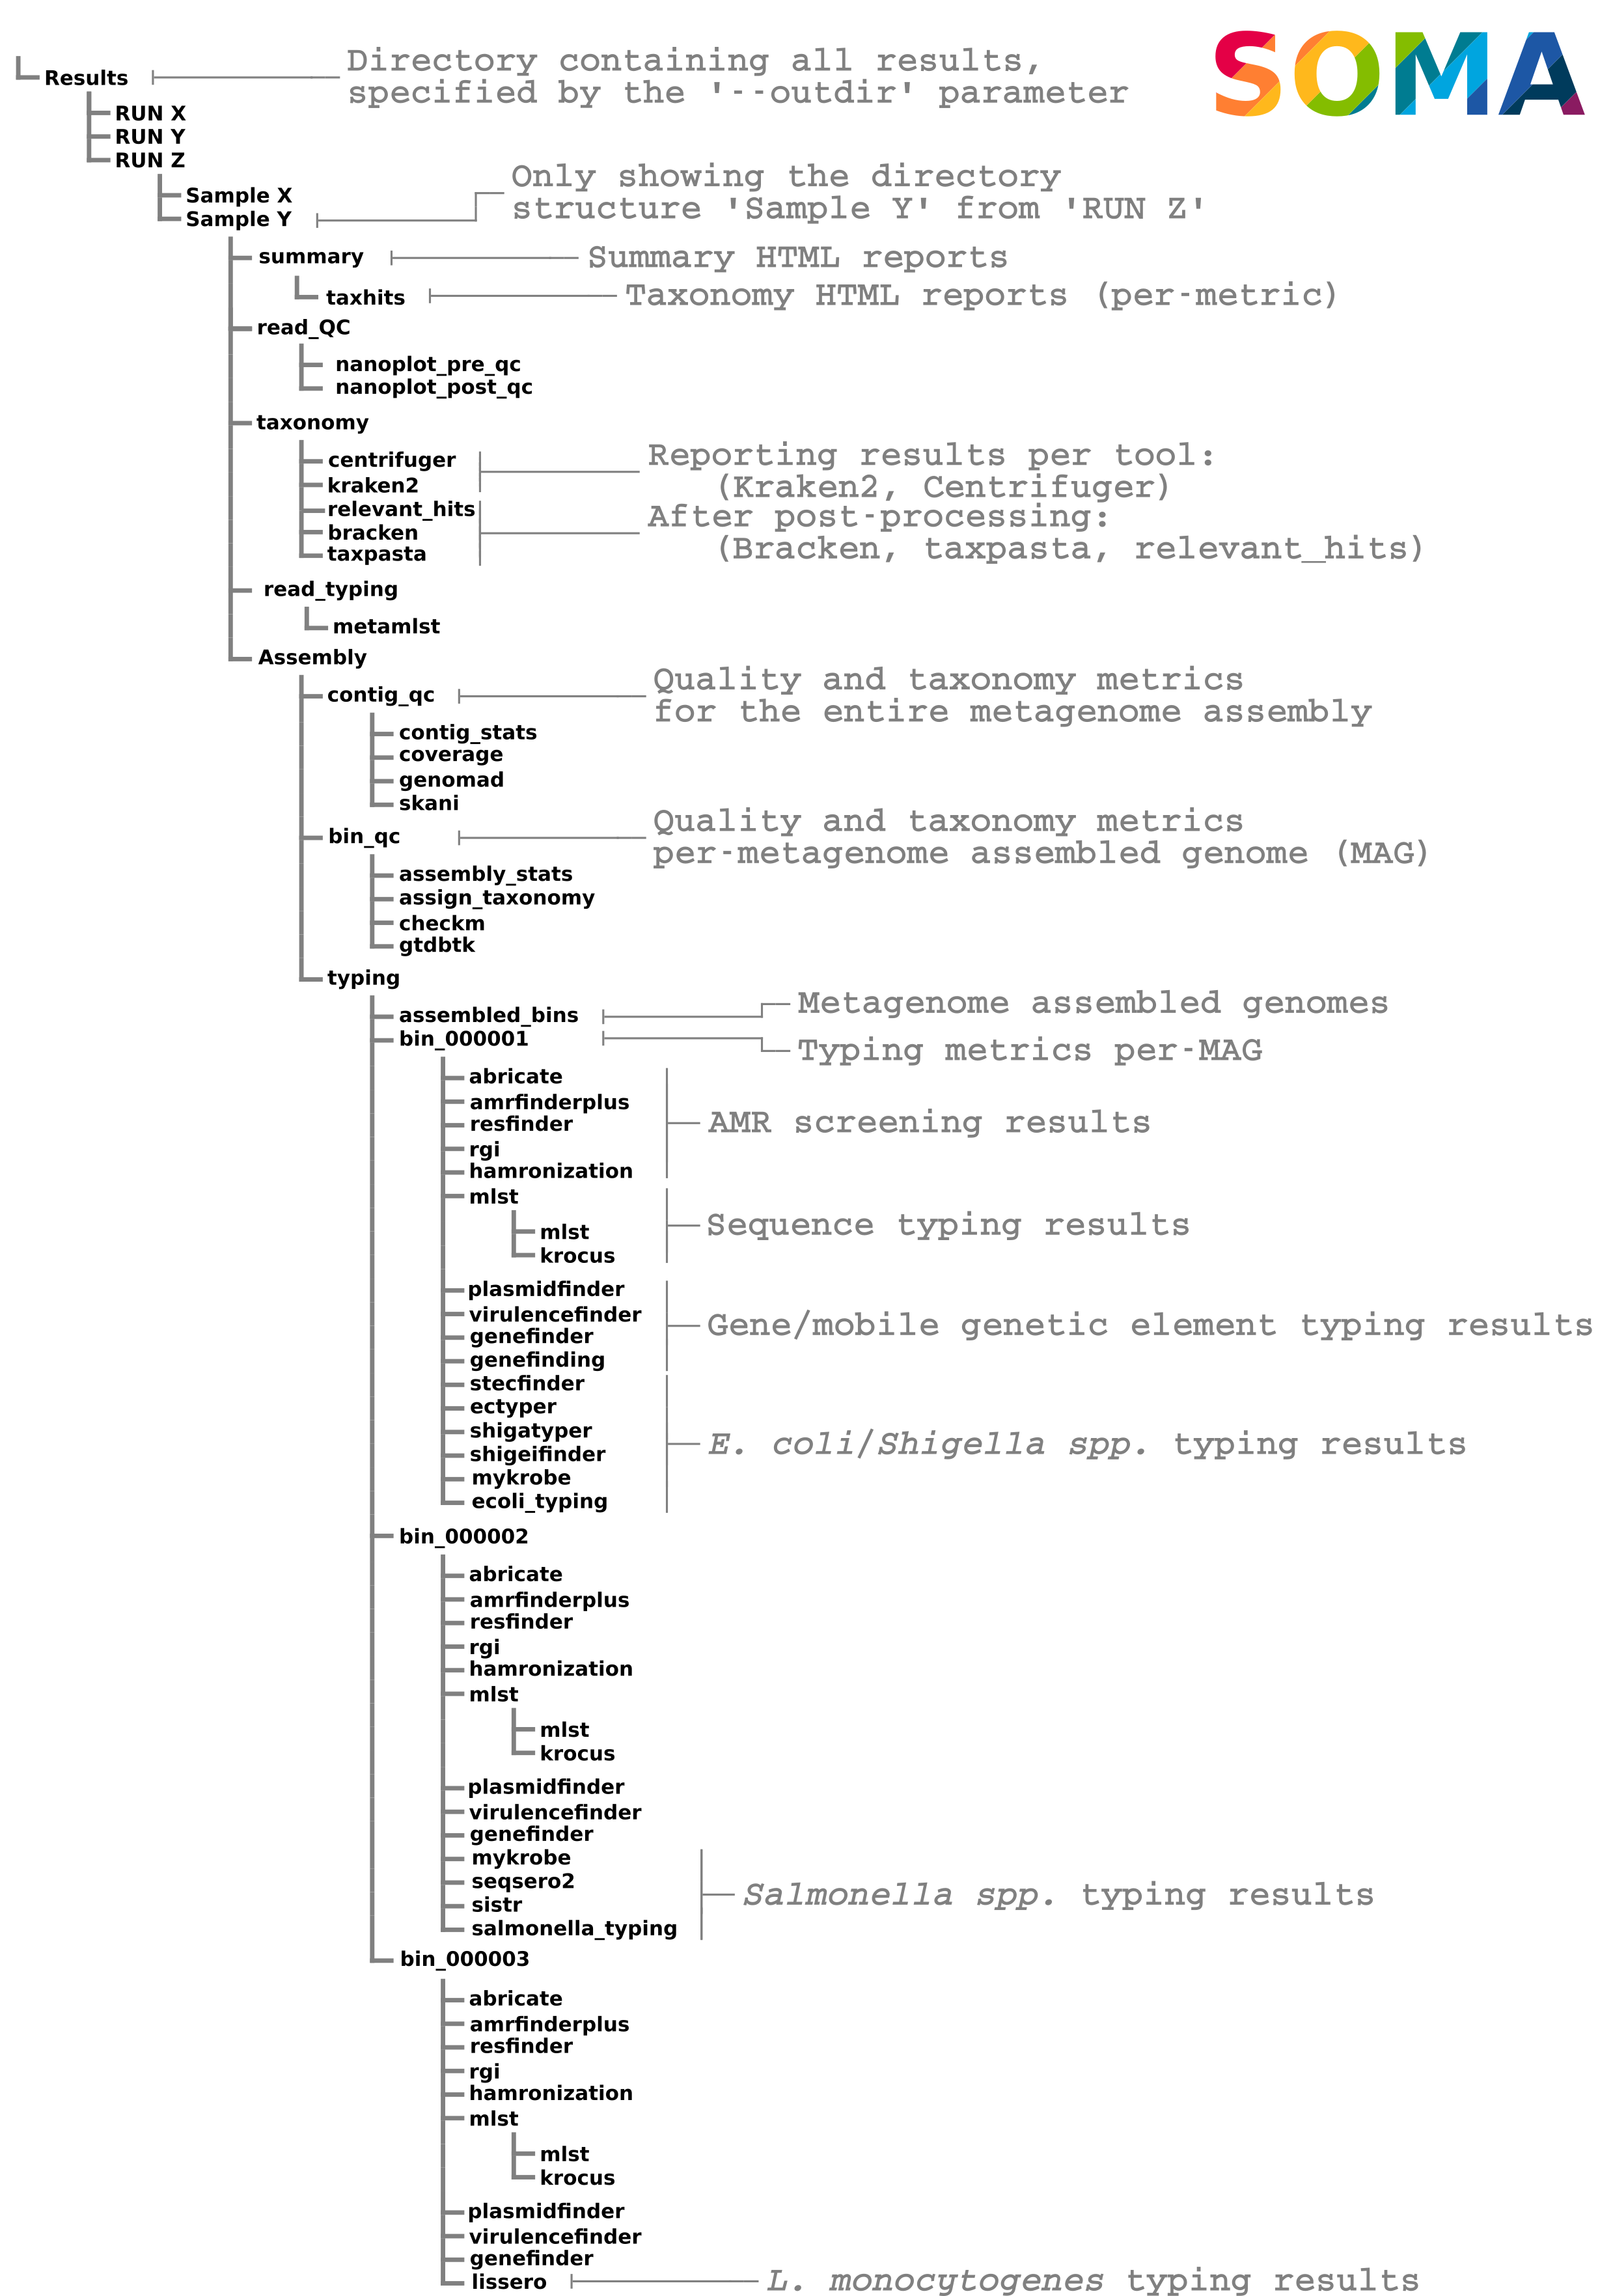 SOMA
Results
Directory containing all results,
specified by the '--outdir' parameter
RUN X
RUN Y
RUN Z
Sample X
Sample Y
Only showing the directory
structure 'Sample Y' from 'RUN Z'
summary
Summary HTML reports
taxhits
Taxonomy HTML reports (per-metric)
read_QC
nanoplot_pre_qc
nanoplot_post_qc
taxonomy
centrifuger
kraken2
Reporting results per tool:
(Kraken2, Centrifuger)
relevant_hits
bracken
taxpasta
After post-processing:
(Bracken, taxpasta, relevant_hits)
read_typing
metamlst
Assembly
contig_qc
Quality and taxonomy metrics
for the entire metagenome assembly
contig_stats
coverage
genomad
skani
bin_qc
Quality and taxonomy metrics
per-metagenome assembled genome (MAG)
assembly_stats
assign_taxonomy
checkm
gtdbtk
typing
assembled_bins
Metagenome assembled genomes
bin_000001
Typing metrics per-MAG
abricate
amrfinderplus
resfinder
rgi
hamronization
AMR screening results
mlst
mlst
krocus
Sequence typing results
plasmidfinder
virulencefinder
genefinder
genefinding
Gene/mobile genetic element typing results
stecfinder
ectyper
shigatyper
shigeifinder
mykrobe
ecoli_typing
E. coli/Shigella spp. typing results
bin_000002
abricate
amrfinderplus
resfinder
rgi
hamronization
mlst
mlst
krocus
plasmidfinder
virulencefinder
genefinder
mykrobe
seqsero2
sistr
salmonella_typing
Salmonella spp. typing results
bin_000003
abricate
amrfinderplus
resfinder
rgi
hamronization
mlst
mlst
krocus
plasmidfinder
virulencefinder
genefinder
lissero
L. monocytogenes typing results